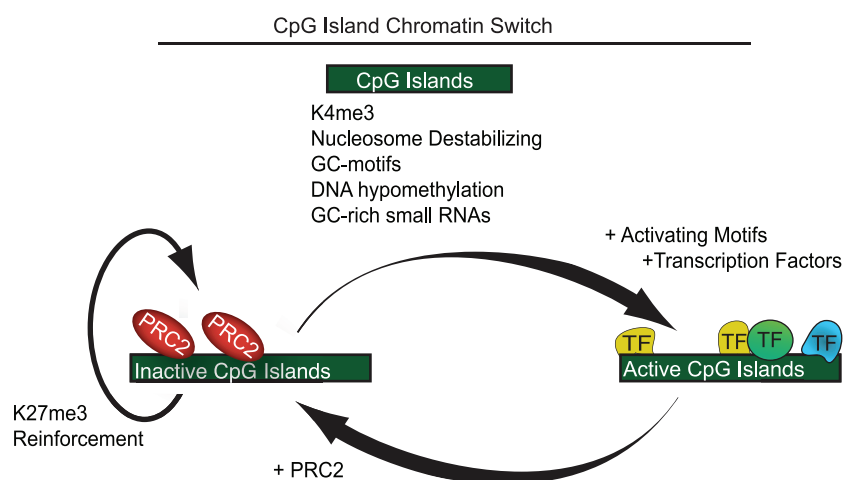 CpG Island Chromatin Switch
CpG Islands
K4me3
Nucleosome Destabilizing
GC-motifs
DNA hypomethylation
GC-rich small RNAs
+ Activating Motifs
+Transcription Factors
PRC2
PRC2
Inactive CpG Islands
TF
TF
TF
TF
Active CpG Islands
K27me3
Reinforcement
+ PRC2